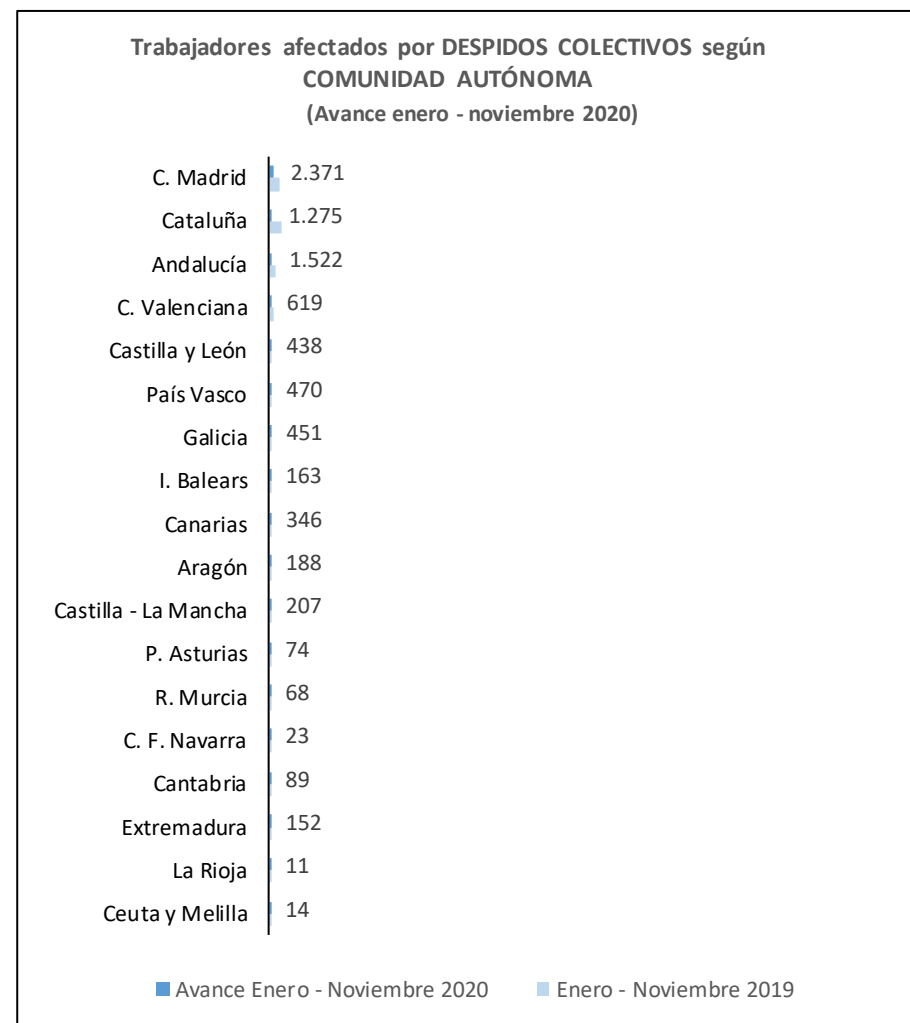 Trabajadores afectados por DESPIDOS COLECTIVOS según
COMUNIDAD AUTÓNOMA
(Avance enero - noviembre 2020)
C. Madrid 2.371
Cataluña 1.275
Andalucía 1.522
C. Valenciana 619
Castilla y León 438
País Vasco 470
Galicia 451
I. Balears 163
Canarias 346
Aragón 188
Castilla - La Mancha 207
P. Asturias 74
R. Murcia 68
C. F. Navarra 23
Cantabria 89
Extremadura 152
La Rioja 11
Ceuta y Melilla 14
Avance Enero - Noviembre 2020 Enero - Noviembre 2019